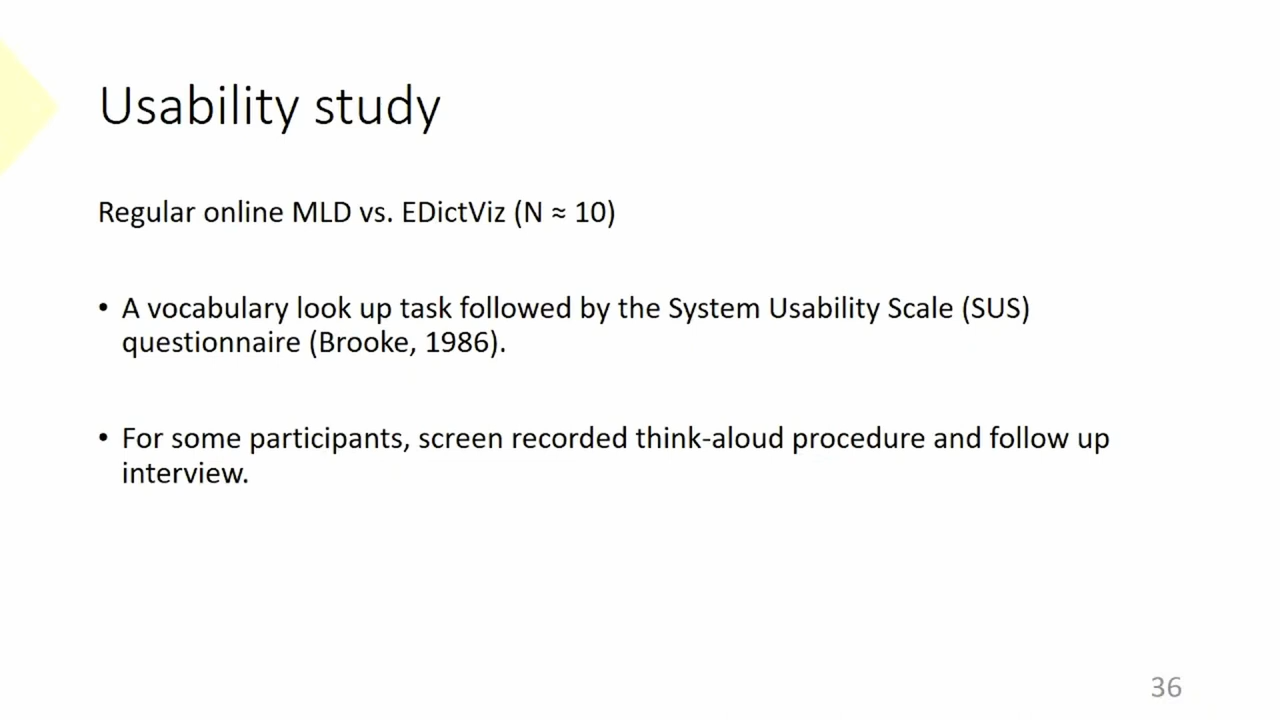 Usability study
Regular online MLD vs. EDictViz (N ≈ 10)
• A vocabulary look up task followed by the System Usability Scale (SUS)
questionnaire (Brooke, 1986).
• For some participants, screen recorded think-aloud procedure and follow up
interview.
36